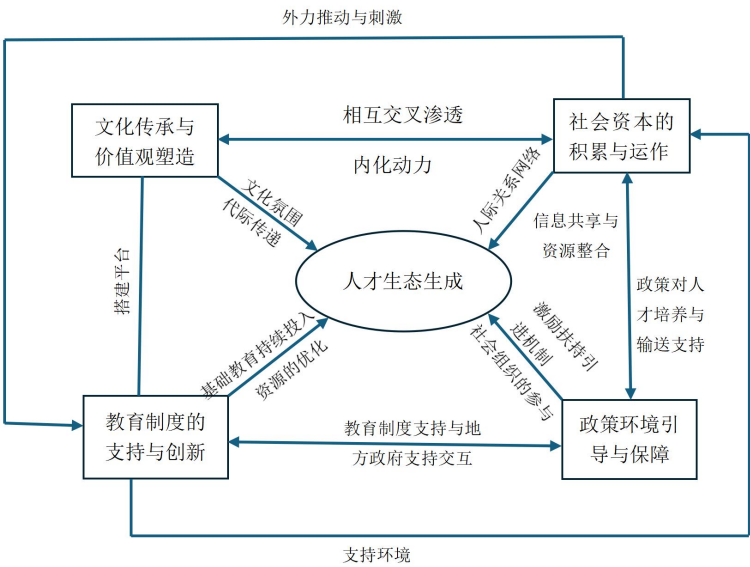 外力推动与刺激
文化传承与
价值观塑造
相互交叉渗透
内化动力
社会资本的
积累与运作
文化氛围
代际传递
人际关系网络
信息共享与
资源整合
搭建平台
人才生态生成
政策对人
才培养与
输送支持
基础教育持续投入
资源的优化
激励扶持引
进机制
社会组织的参与
教育制度的
支持与创新
教育制度支持与地
方政府支持交互
政策环境引
导与保障
支持环境